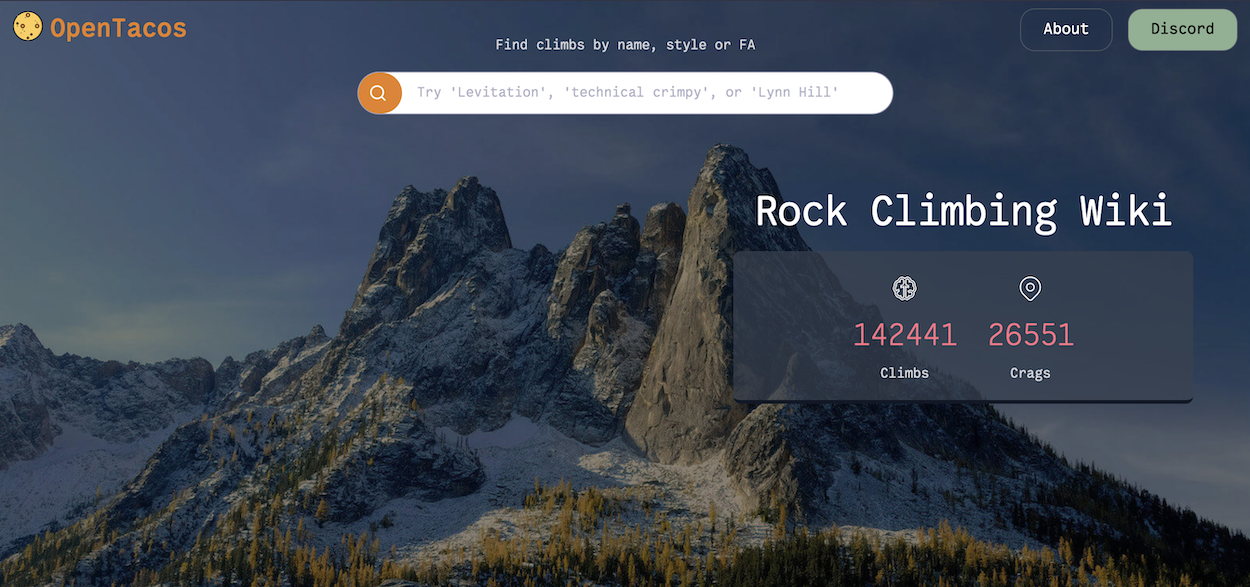 OpenTacos
About
Discord
Find climbs by name, style or FA
Try 'Levitation', 'technical crimpy', or 'Lynn Hill'
Rock Climbing Wiki
142441
26551
Climbs
Crags